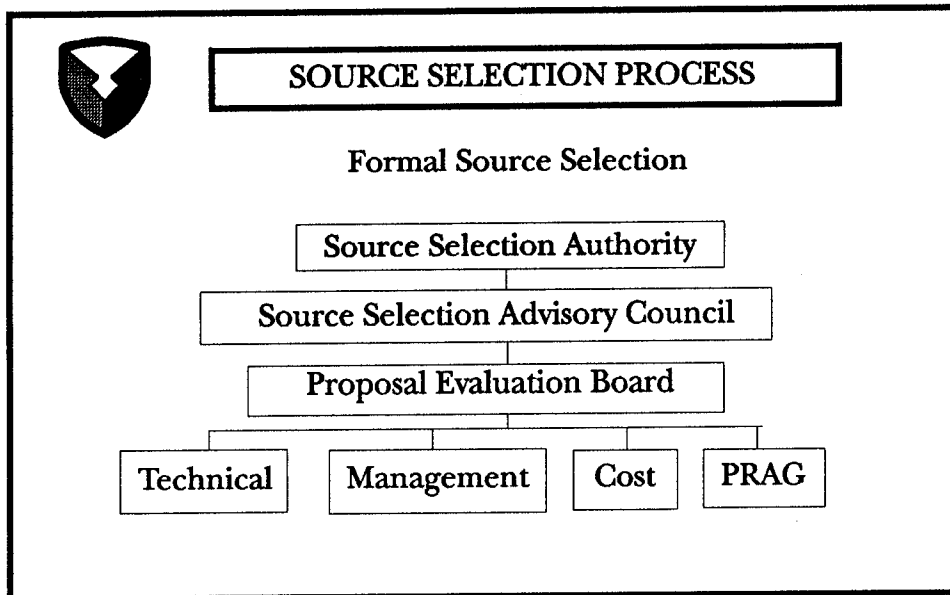 SOURCE SELECTION PROCESS
Formal Source Selection
Source Selection Authority
Source Selection Advisory Council
Proposal Evaluation Board
Technical
Management
Cost
PRAG